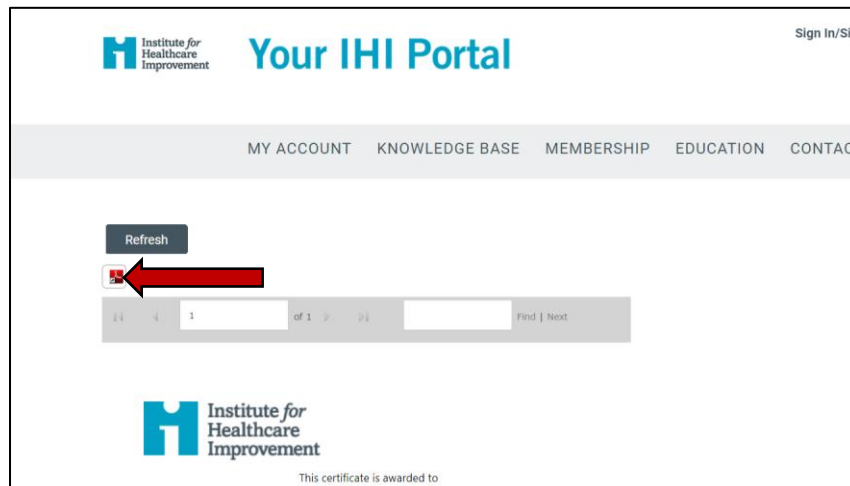 Institute for
Healthcare
Improvement
Your IHI Portal
Sign In/Si
MY ACCOUNT KNOWLEDGE BASE MEMBERSHIP EDUCATION CONTAC
Refresh
1 of 1 Find | Next
Institute for
Healthcare
Improvement
This certificate is awarded to